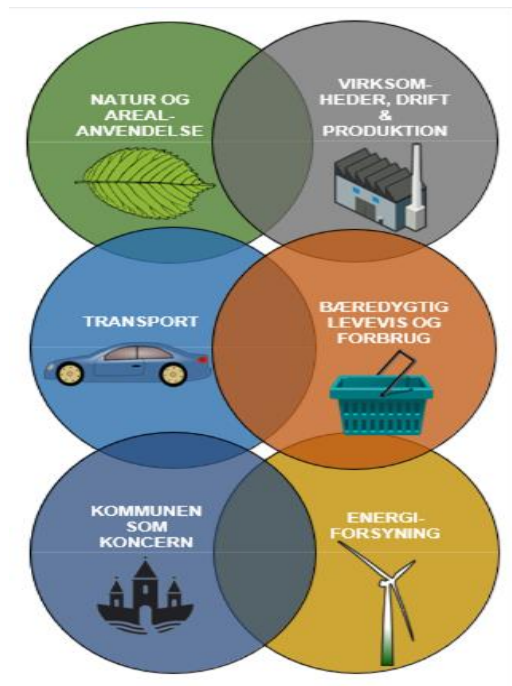 NATUR OG
AREAL-
ANVENDELSE
VIRKSOM-
HEDER, DRIFT
&
PRODUKTION
TRANSPORT
BÆREDYGTIG
LEVEVIS OG
FORBRUG
KOMMUNEN
SOM
KONCERN
ENERGI-
FORSYNING